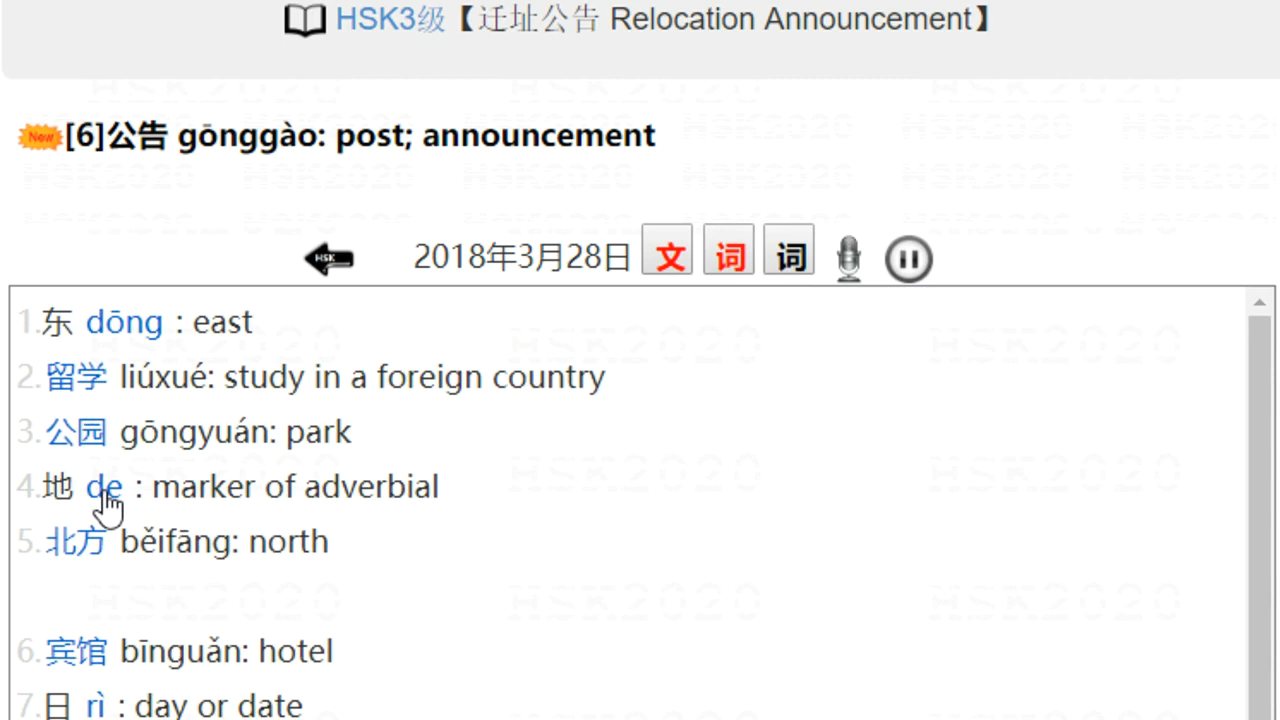 HSK3级【迁址公告 Relocation Announcement】
New [6]公告 gōnggào: post; announcement
HSK 2018年3月28日 文 词 词
1.东 dōng : east
2.留学 liúxué: study in a foreign country
3.公园 gōngyuán: park
4.地 de : marker of adverbial
5.北方 běifāng: north
6.宾馆 bīnguǎn: hotel
7.日 rì : day or date